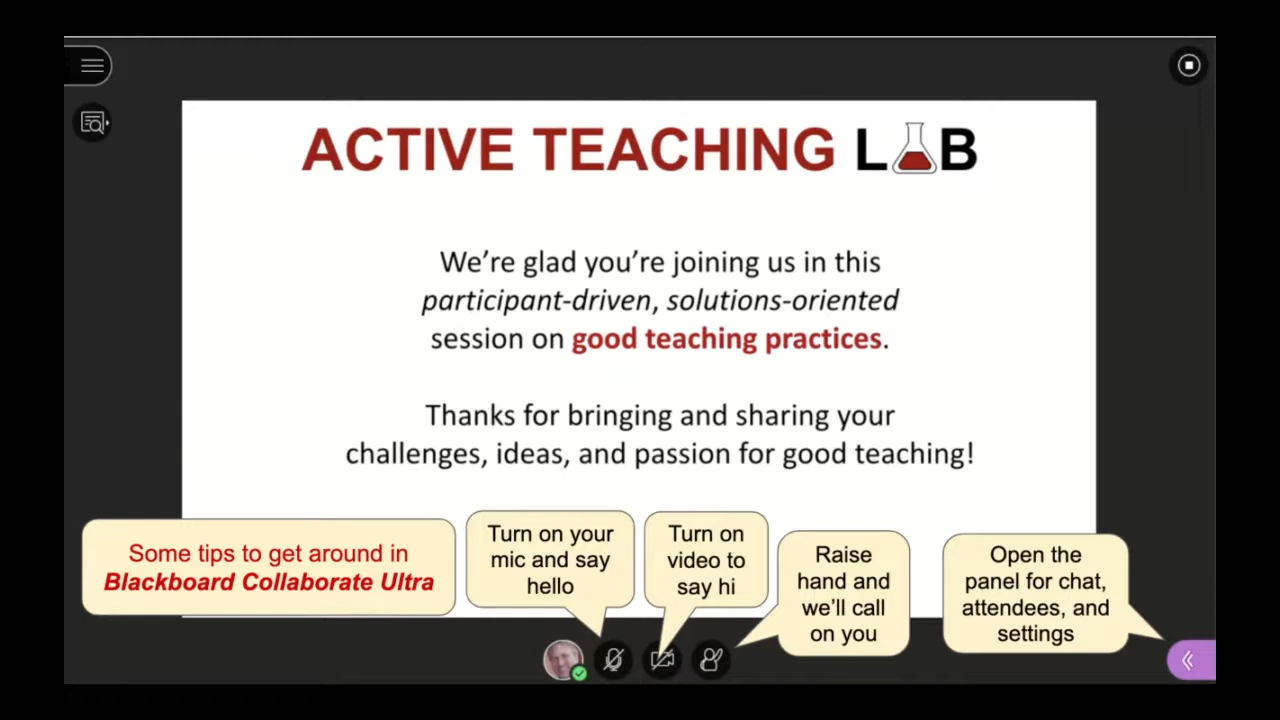 ACTIVE TEACHING LAB
We're glad you're joining us in this
participant-driven, solutions-oriented
session on good teaching practices.
Thanks for bringing and sharing your
challenges, ideas, and passion for good teaching!
Some tips to get around in
Blackboard Collaborate Ultra
Turn on your
mic and say
hello
Turn on
video to
say hi
Raise
hand and
we'll call
on you
Open the
panel for chat,
attendees, and
settings